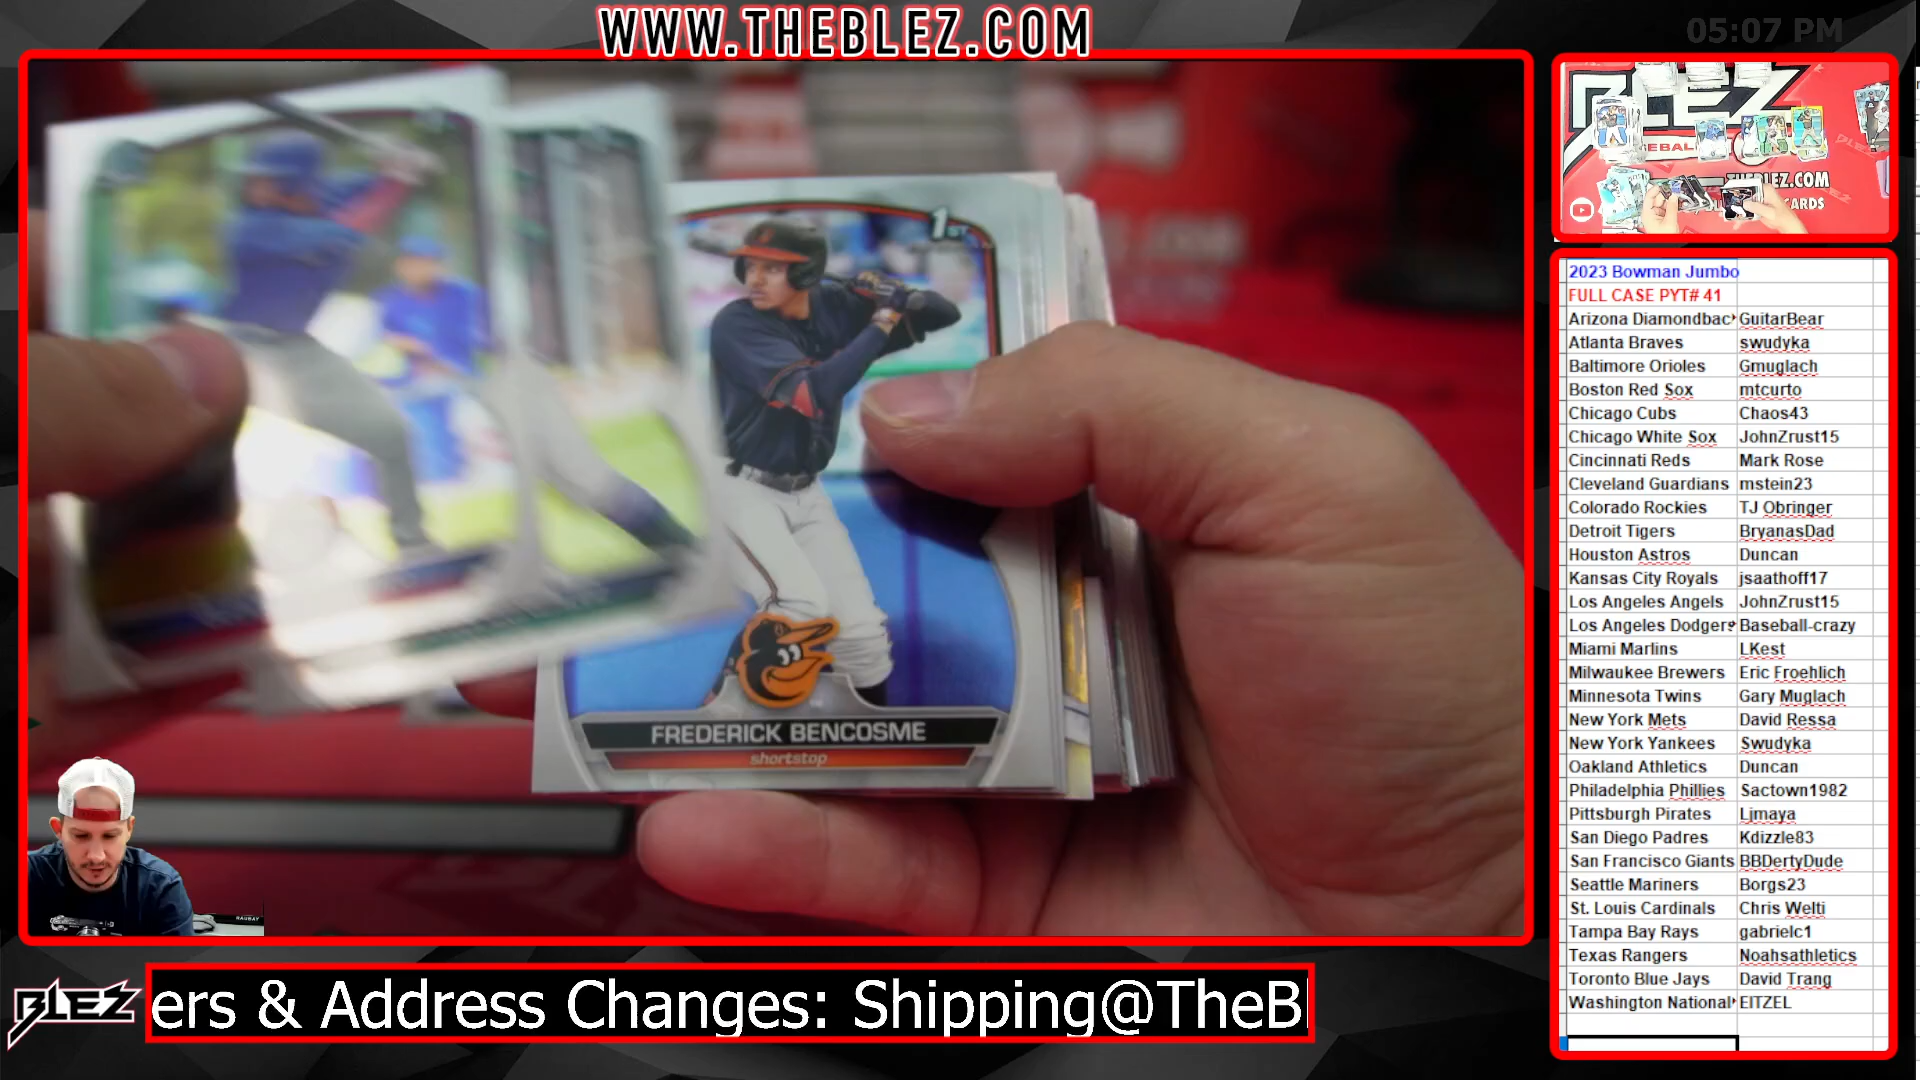 WWW.THEBLEZ.COM
05:07 PM
BLEZ
EBAL
THEBLEZ.COM
CARDS
1ST
FREDERICK BENCOSME
shortstop
2023 Bowman Jumbo
FULL CASE PYT# 41
Arizona Diamondbac GuitarBear
Atlanta Braves swudyka
Baltimore Orioles Gmuglach
Boston Red Sox mtcurto
Chicago Cubs Chaos43
Chicago White Sox JohnZrust15
Cincinnati Reds Mark Rose
Cleveland Guardians mstein23
Colorado Rockies TJ Obringer
Detroit Tigers BryanasDad
Houston Astros Duncan
Kansas City Royals jsaathoff17
Los Angeles Angels JohnZrust15
Los Angeles Dodgers Baseball-crazy
Miami Marlins LKest
Milwaukee Brewers Eric Froehlich
Minnesota Twins Gary Muglach
New York Mets David Ressa
New York Yankees Swudyka
Oakland Athletics Duncan
Philadelphia Phillies Sactown1982
Pittsburgh Pirates Ljmaya
San Diego Padres Kdizzle83
San Francisco Giants BBDertyDude
Seattle Mariners Borgs23
St. Louis Cardinals Chris Welti
Tampa Bay Rays gabrielc1
Texas Rangers Noahsathletics
Toronto Blue Jays David Trang
Washington National EITZEL
BLEZ
ers & Address Changes: Shipping@TheBl